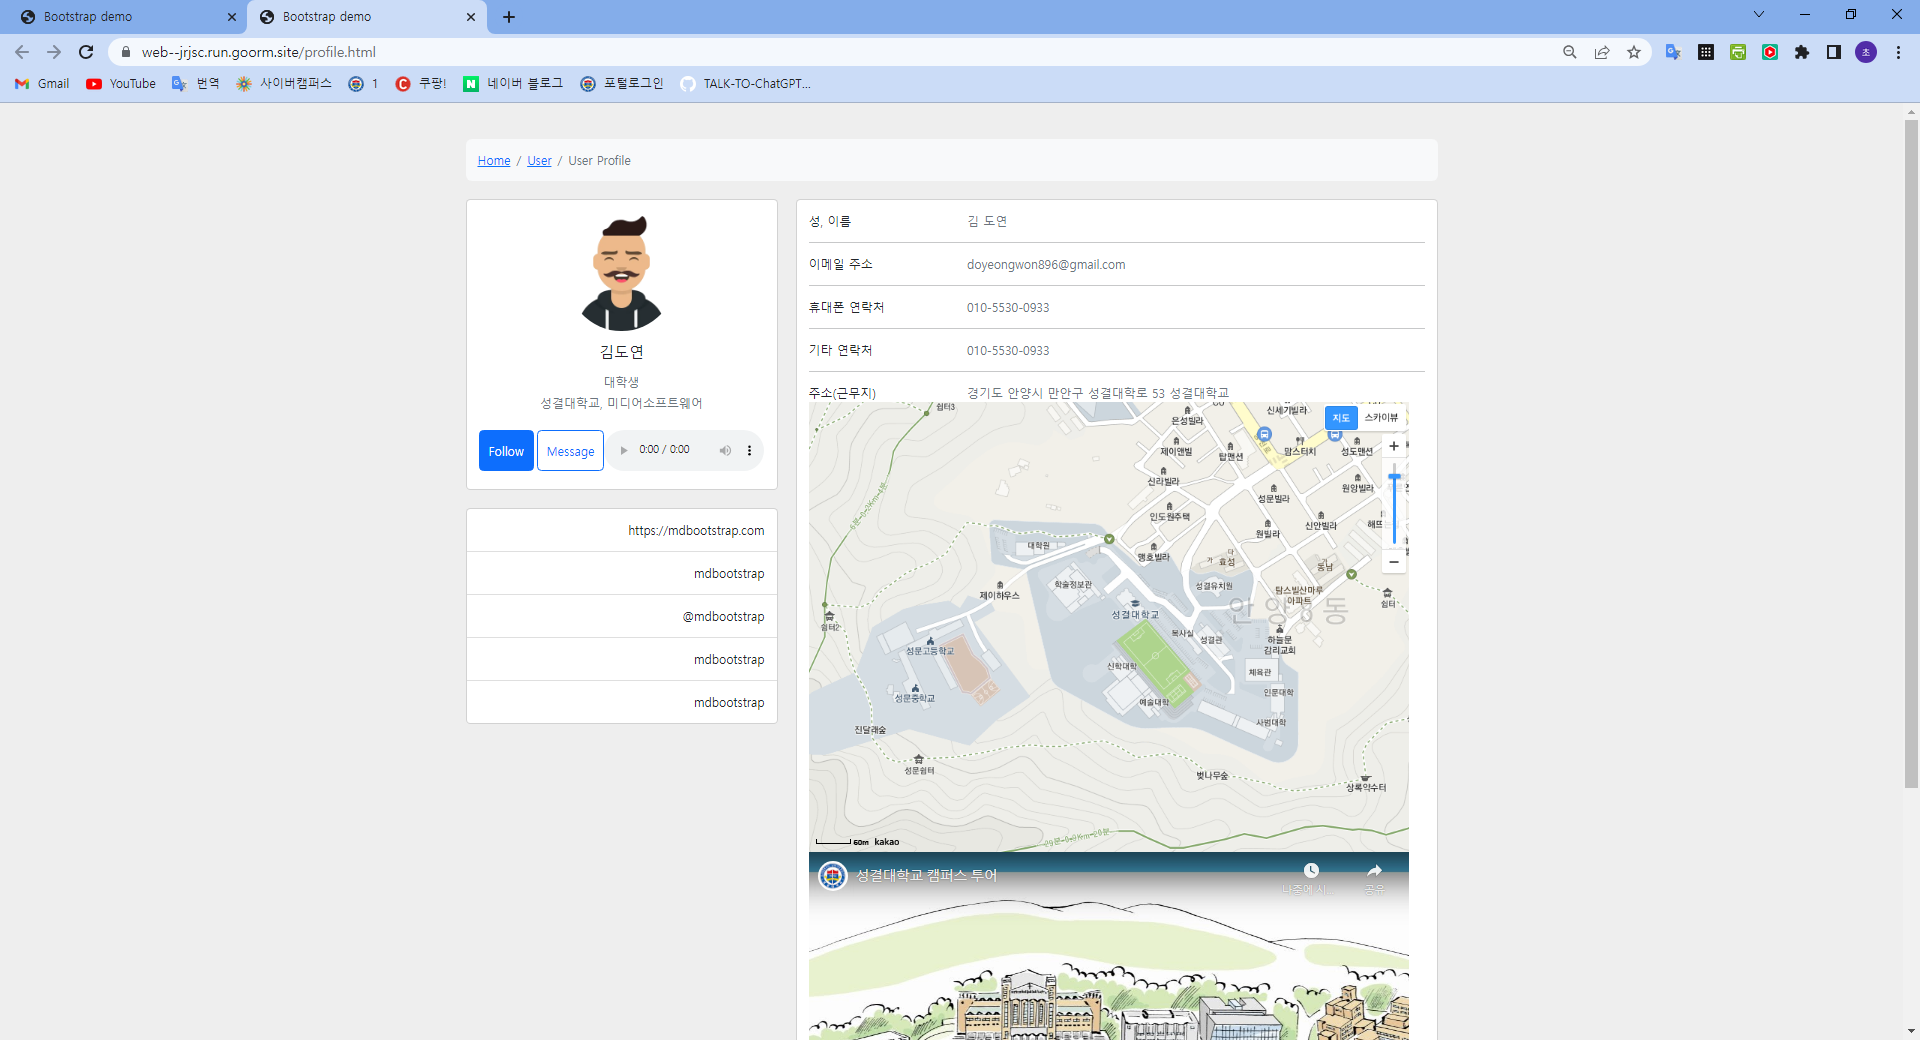 Bootstrap demo
Bootstrap demo
web--jrjsc.run.goorm.site/profile.html
Gmail
YouTube
번역
사이버캠퍼스
1
쿠팡!
네이버 블로그
포털로그인
TALK-TO-ChatGPT...
초
Home / User / User Profile
김도연
대학생
성결대학교, 미디어소프트웨어
Follow
Message
0:00 / 0:00
https://mdbootstrap.com
mdbootstrap
@mdbootstrap
mdbootstrap
mdbootstrap
성, 이름 김 도연
이메일 주소 doyeongwon896@gmail.com
휴대폰 연락처 010-5530-0933
기타 연락처 010-5530-0933
주소(근무지) 경기도 안양시 만안구 성결대학로 53 성결대학교
지도
스카이뷰
쉼터3
신세기빌라
은성빌라
제이앤빌
탑맨션
맘스터치
성도맨션
신라빌라
성문빌라
원앙빌라
인도원주택
원빌라
신안빌라
해뜨
대학원
맹호빌라
가
다
효성
동남
학술정보관
제이하우스
성결유치원
탐스빌산마루
아파트
쉼터
성결대학교
안양8동
쉼터2
목사실
성결관
하늘문
감리교회
성문고등학교
신학대학
체육관
성문중학교
예술대학
인문대학
사범대학
진달래숲
성문쉼터
벚나무숲
상록약수터
60m kakao
성결대학교 캠퍼스 투어
나중에 시...
공유